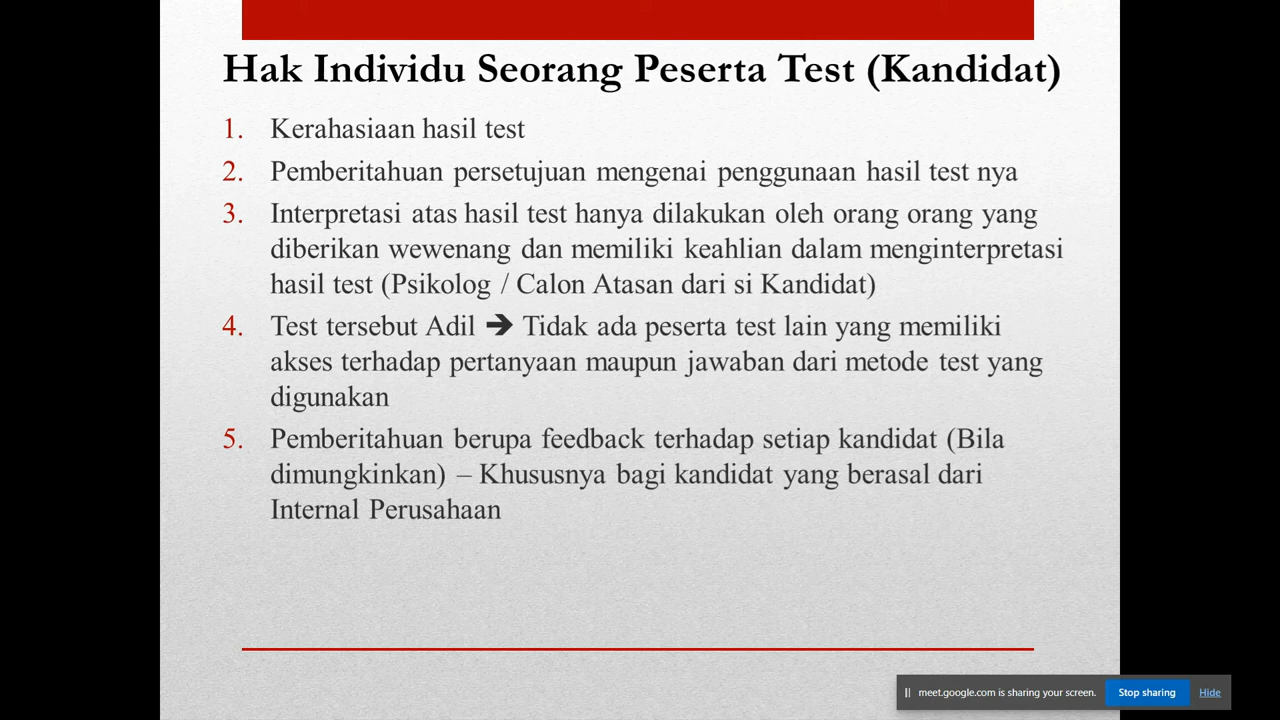 Hak Individu Seorang Peserta Test (Kandidat)
1. Kerahasiaan hasil test
2. Pemberitahuan persetujuan mengenai penggunaan hasil test nya
3. Interpretasi atas hasil test hanya dilakukan oleh orang orang yang
diberikan wewenang dan memiliki keahlian dalam menginterpretasi
hasil test (Psikolog / Calon Atasan dari si Kandidat)
4. Test tersebut Adil ➔ Tidak ada peserta test lain yang memiliki
akses terhadap pertanyaan maupun jawaban dari metode test yang
digunakan
5. Pemberitahuan berupa feedback terhadap setiap kandidat (Bila
dimungkinkan) – Khususnya bagi kandidat yang berasal dari
Internal Perusahaan
meet.google.com is sharing your screen. Stop sharing Hide